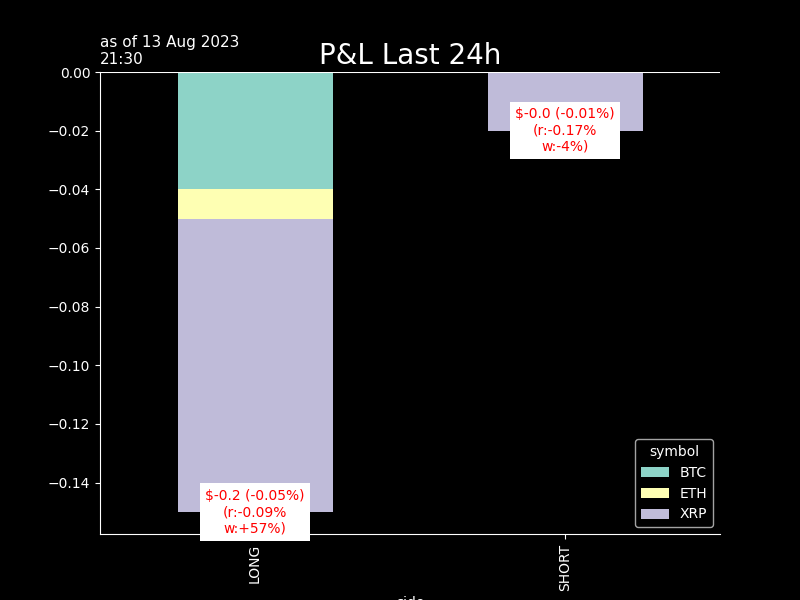 as of 13 Aug 2023
21:30
P&L Last 24h
0.00
−0.02
−0.04
−0.06
−0.08
−0.10
−0.12
−0.14
$-0.0 (-0.01%)
(r:-0.17%
w:-4%)
$-0.2 (-0.05%)
(r:-0.09%
w:+57%)
symbol
BTC
ETH
XRP
LONG
SHORT